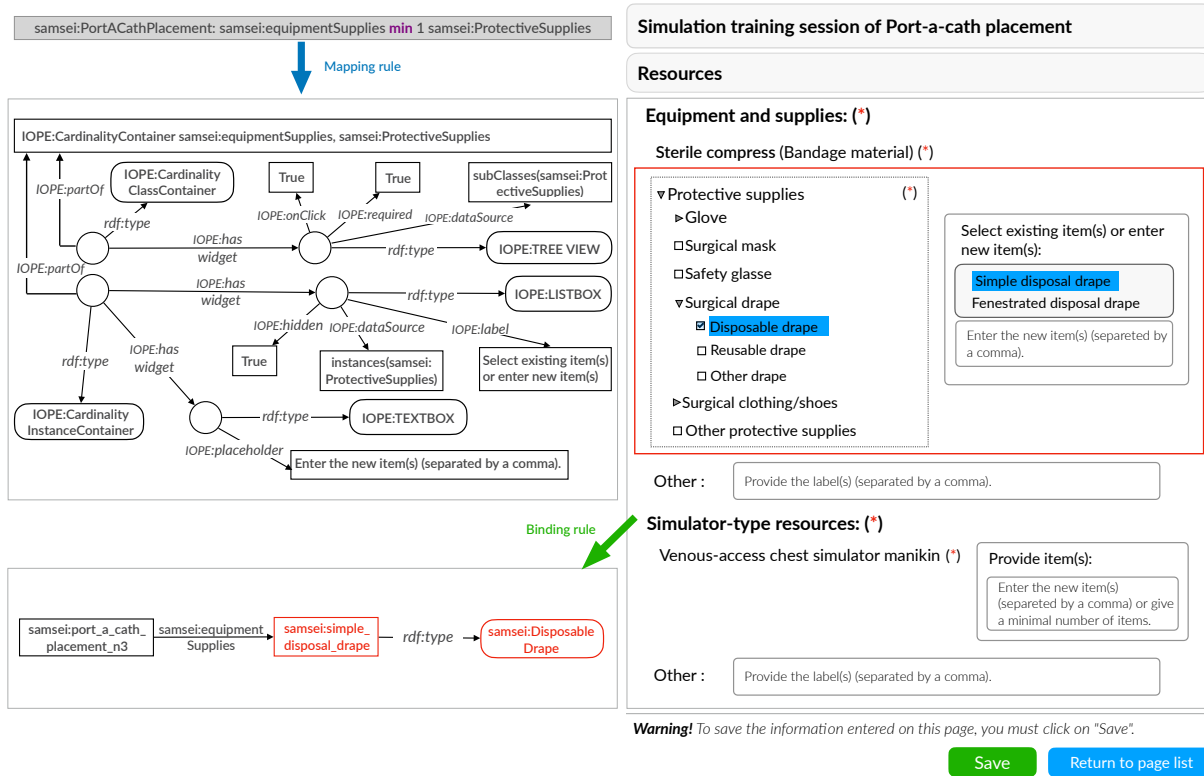 samsei:PortACathPlacement: samsei:equipmentSupplies min 1 samsei:ProtectiveSupplies
Mapping rule
IOPE:CardinalityContainer samsei:equipmentSupplies, samsei:ProtectiveSupplies
IOPE:partOf
IOPE:Cardinality
ClassContainer
True
True
subClasses(samsei:Prot
ectiveSupplies)
rdf:type
IOPE:onClick
IOPE:required
IOPE:dataSource
IOPE:has
widget
rdf:type
IOPE:TREE VIEW
IOPE:partOf
IOPE:has
widget
rdf:type
IOPE:LISTBOX
IOPE:hidden
IOPE:dataSource
IOPE:label
rdf:type
IOPE:has
widget
True
instances(samsei:
ProtectiveSupplies)
Select existing item(s)
or enter new item(s)
IOPE:Cardinality
InstanceContainer
rdf:type
IOPE:TEXTBOX
IOPE:placeholder
Enter the new item(s) (separated by a comma).
Binding rule
samsei:port_a_cath_
placement_n3
samsei:equipment
Supplies
samsei:simple_
disposal_drape
rdf:type
samsei:Disposable
Drape
Simulation training session of Port-a-cath placement
Resources
Equipment and supplies: (*)
Sterile compress (Bandage material) (*)
Protective supplies (*)
Glove
Surgical mask
Safety glasse
Surgical drape
Disposable drape
Reusable drape
Other drape
Surgical clothing/shoes
Other protective supplies
Select existing item(s) or enter
new item(s):
Simple disposal drape
Fenestrated disposal drape
Enter the new item(s) (separeted by
a comma).
Other : Provide the label(s) (separated by a comma).
Simulator-type resources: (*)
Venous-access chest simulator manikin (*)
Provide item(s):
Enter the new item(s)
(separeted by a comma) or give
a minimal number of items.
Other : Provide the label(s) (separated by a comma).
Warning! To save the information entered on this page, you must click on "Save".
Save
Return to page list